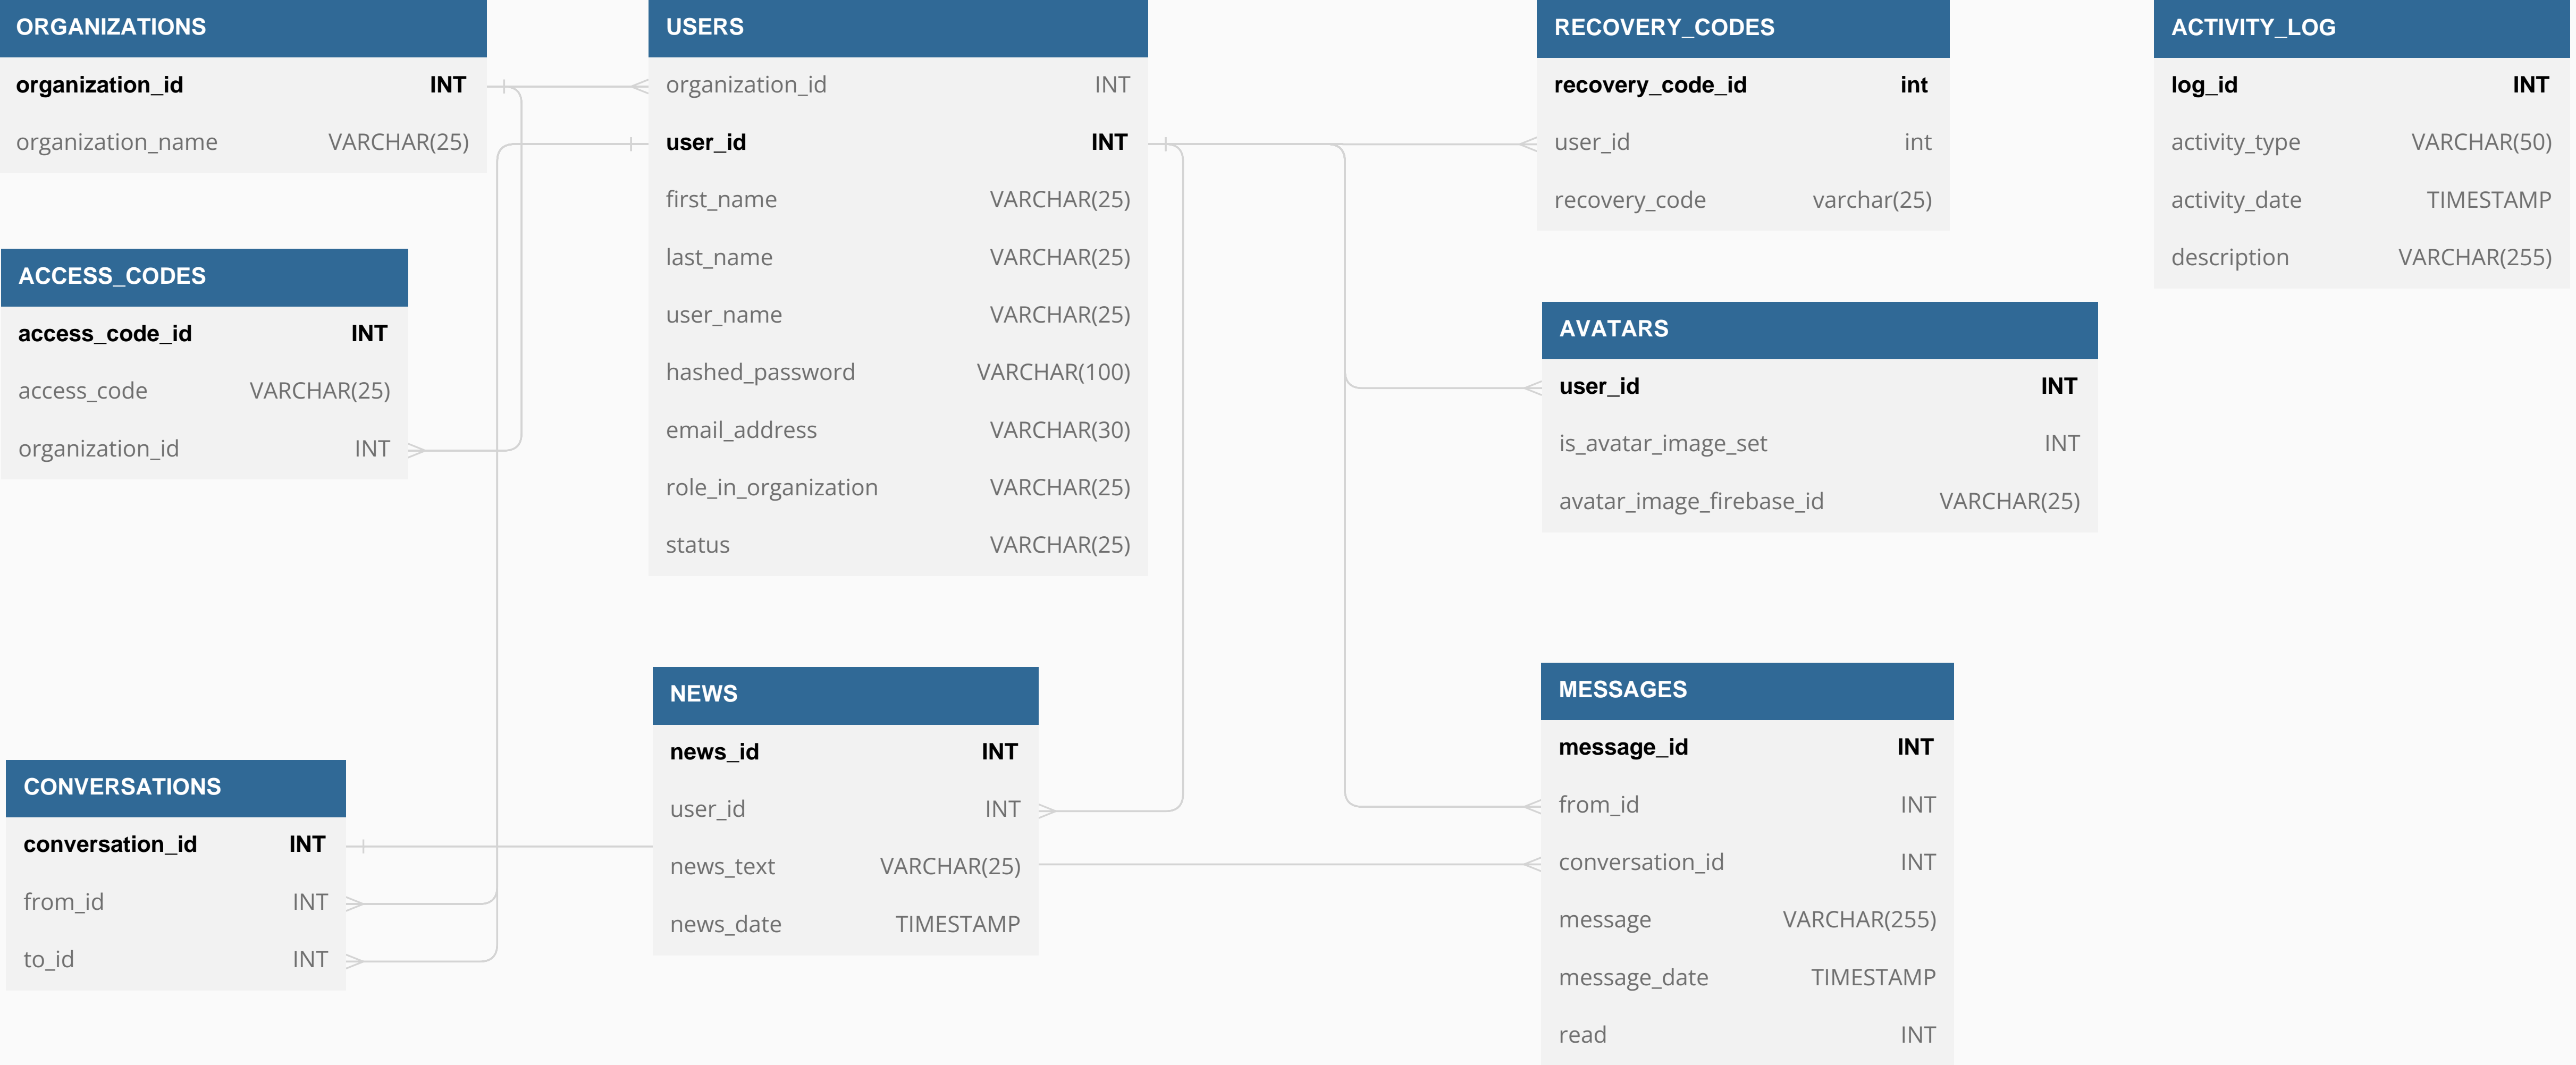 ORGANIZATIONS
organization_id INT
organization_name VARCHAR(25)
ACCESS_CODES
access_code_id INT
access_code VARCHAR(25)
organization_id INT
CONVERSATIONS
conversation_id INT
from_id INT
to_id INT
USERS
organization_id INT
user_id INT
first_name VARCHAR(25)
last_name VARCHAR(25)
user_name VARCHAR(25)
hashed_password VARCHAR(100)
email_address VARCHAR(30)
role_in_organization VARCHAR(25)
status VARCHAR(25)
NEWS
news_id INT
user_id INT
news_text VARCHAR(25)
news_date TIMESTAMP
RECOVERY_CODES
recovery_code_id int
user_id int
recovery_code varchar(25)
AVATARS
user_id INT
is_avatar_image_set INT
avatar_image_firebase_id VARCHAR(25)
MESSAGES
message_id INT
from_id INT
conversation_id INT
message VARCHAR(255)
message_date TIMESTAMP
read INT
ACTIVITY_LOG
log_id INT
activity_type VARCHAR(50)
activity_date TIMESTAMP
description VARCHAR(255)